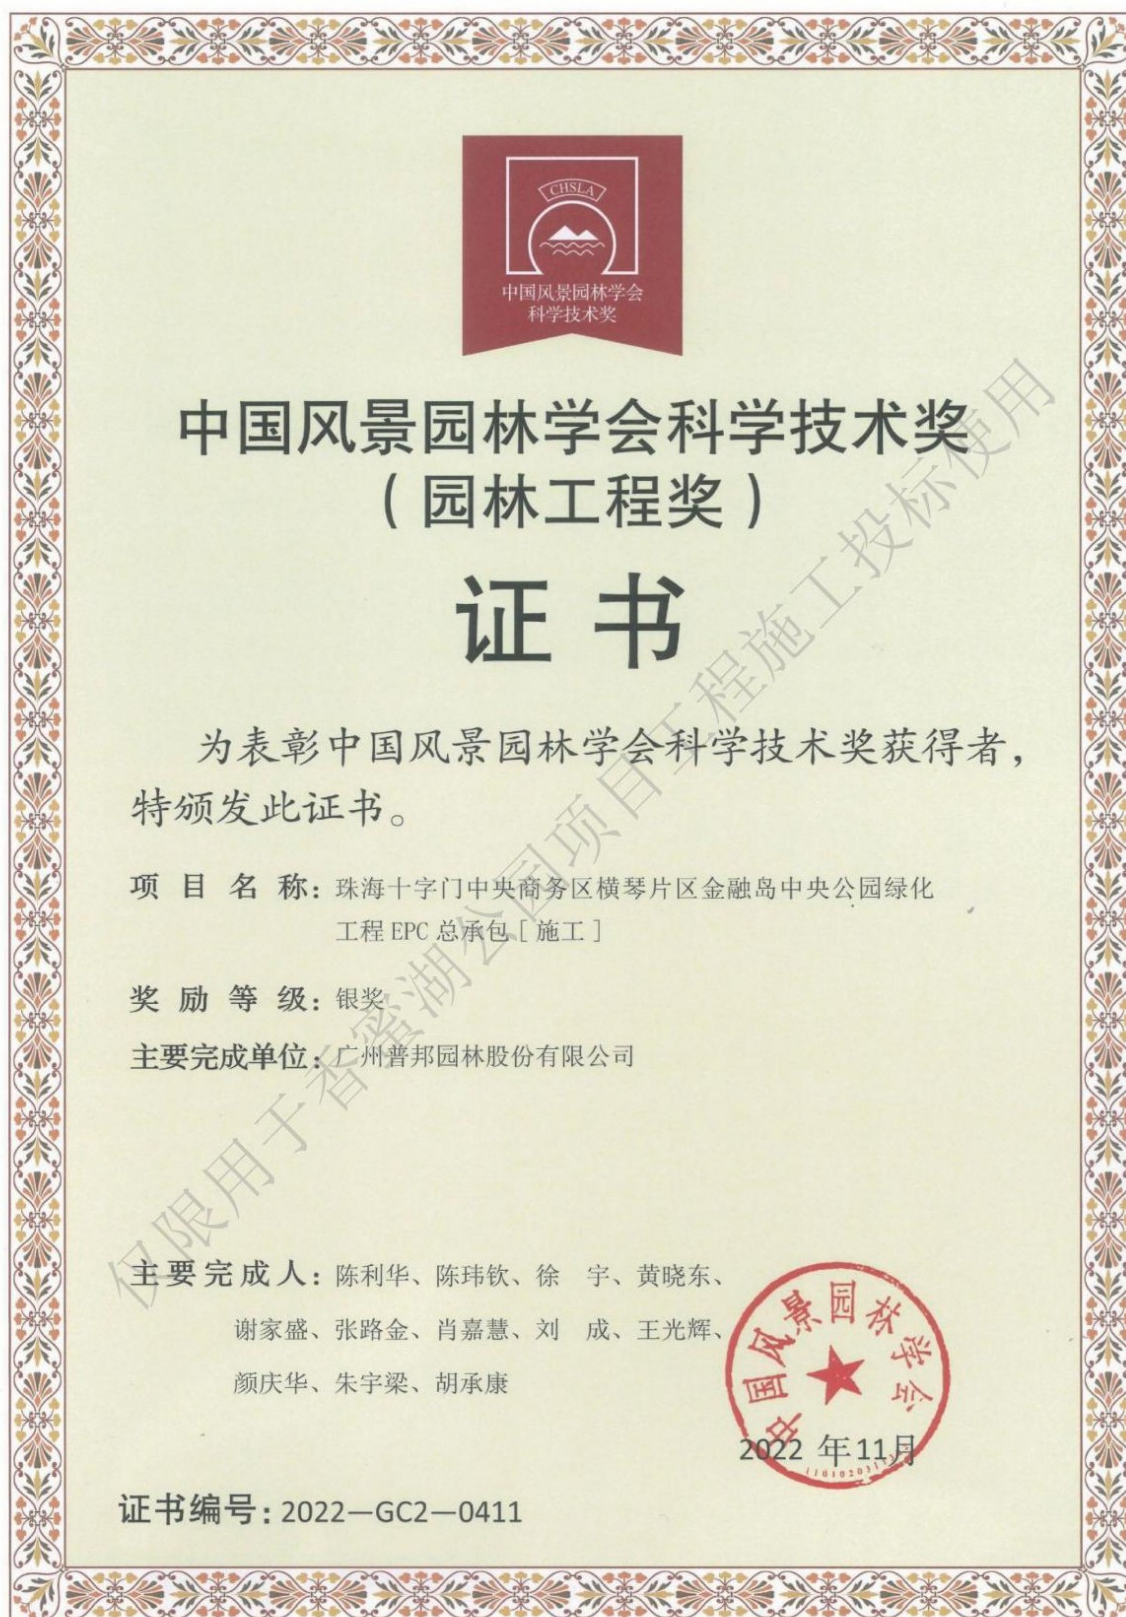 CHSLA
中国风景园林学会
科学技术奖
中国风景园林学会科学技术奖
（园林工程奖）
证书
为表彰中国风景园林学会科学技术奖获得者，
特颁发此证书。
项目名称：珠海十字门中央商务区横琴片区金融岛中央公园绿化
工程EPC总承包［施工］
奖励等级：银奖
主要完成单位：广州普邦园林股份有限公司
主要完成人：陈利华、陈玮钦、徐　宇、黄晓东、
谢家盛、张路金、肖嘉慧、刘　成、王光辉、
颜庆华、朱宇梁、胡承康
中国风景园林学会
2022 年11月
证书编号：2022—GC2—0411
仅限用于香蜜湖公园项目工程施工投标使用